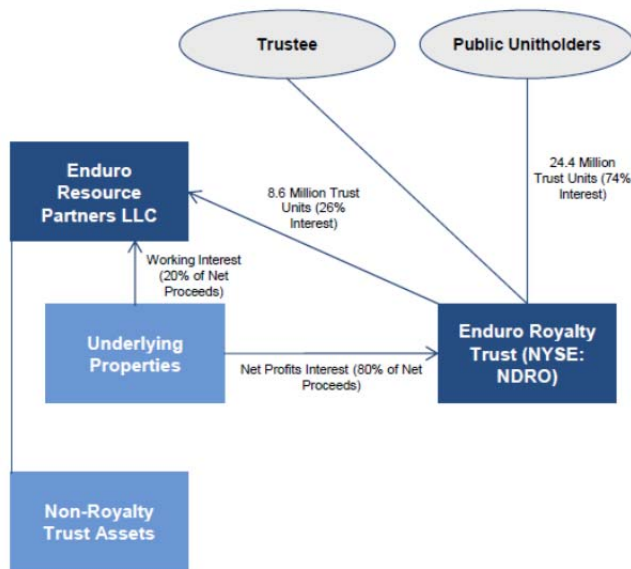 Trustee
Public Unitholders
Enduro
Resource
Partners LLC
8.6 Million Trust
Units (26%
Interest)
24.4 Million
Trust Units (74%
Interest)
Working Interest
(20% of Net
Proceeds)
Underlying
Properties
Net Profits Interest (80% of Net
Proceeds)
Enduro Royalty
Trust (NYSE:
NDRO)
Non-Royalty
Trust Assets